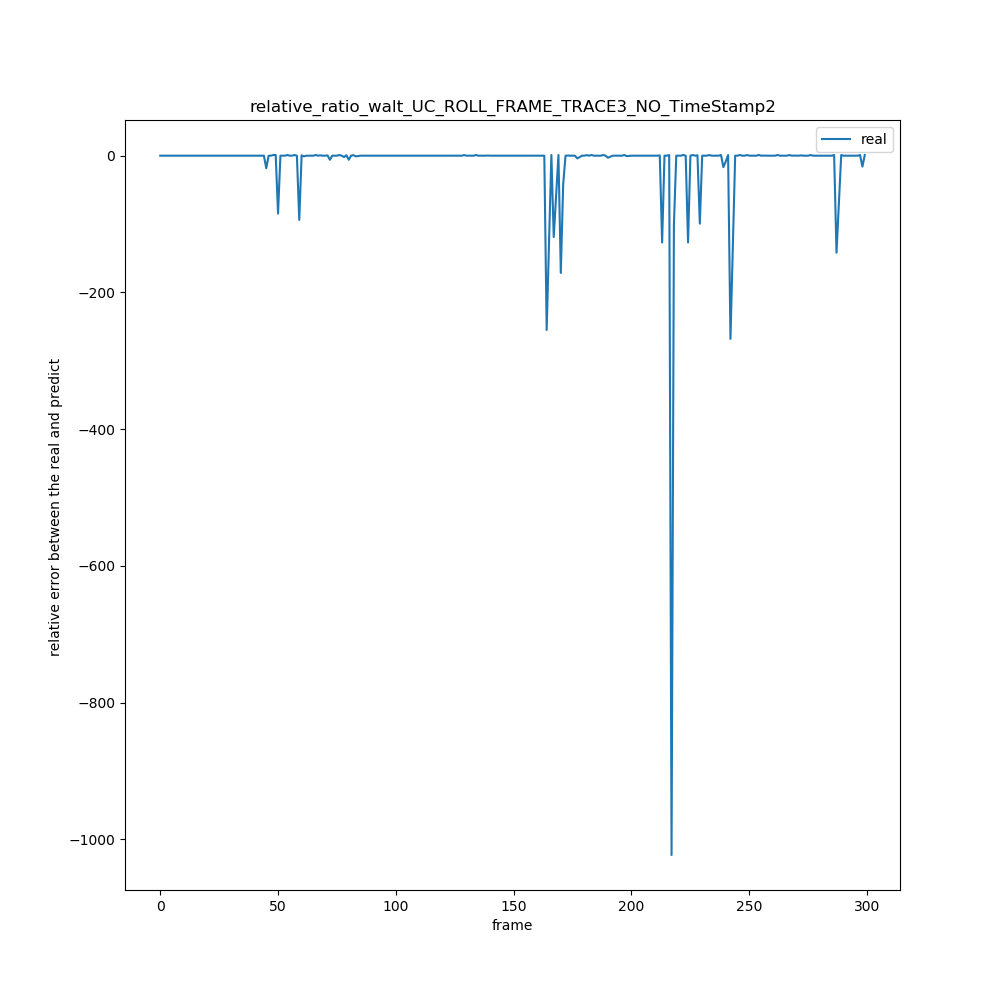 relative_ratio_walt_UC_ROLL_FRAME_TRACE3_NO_TimeStamp2
real
0
−200
−400
−600
−800
−1000
relative error between the real and predict
0 50 100 150 200 250 300
frame